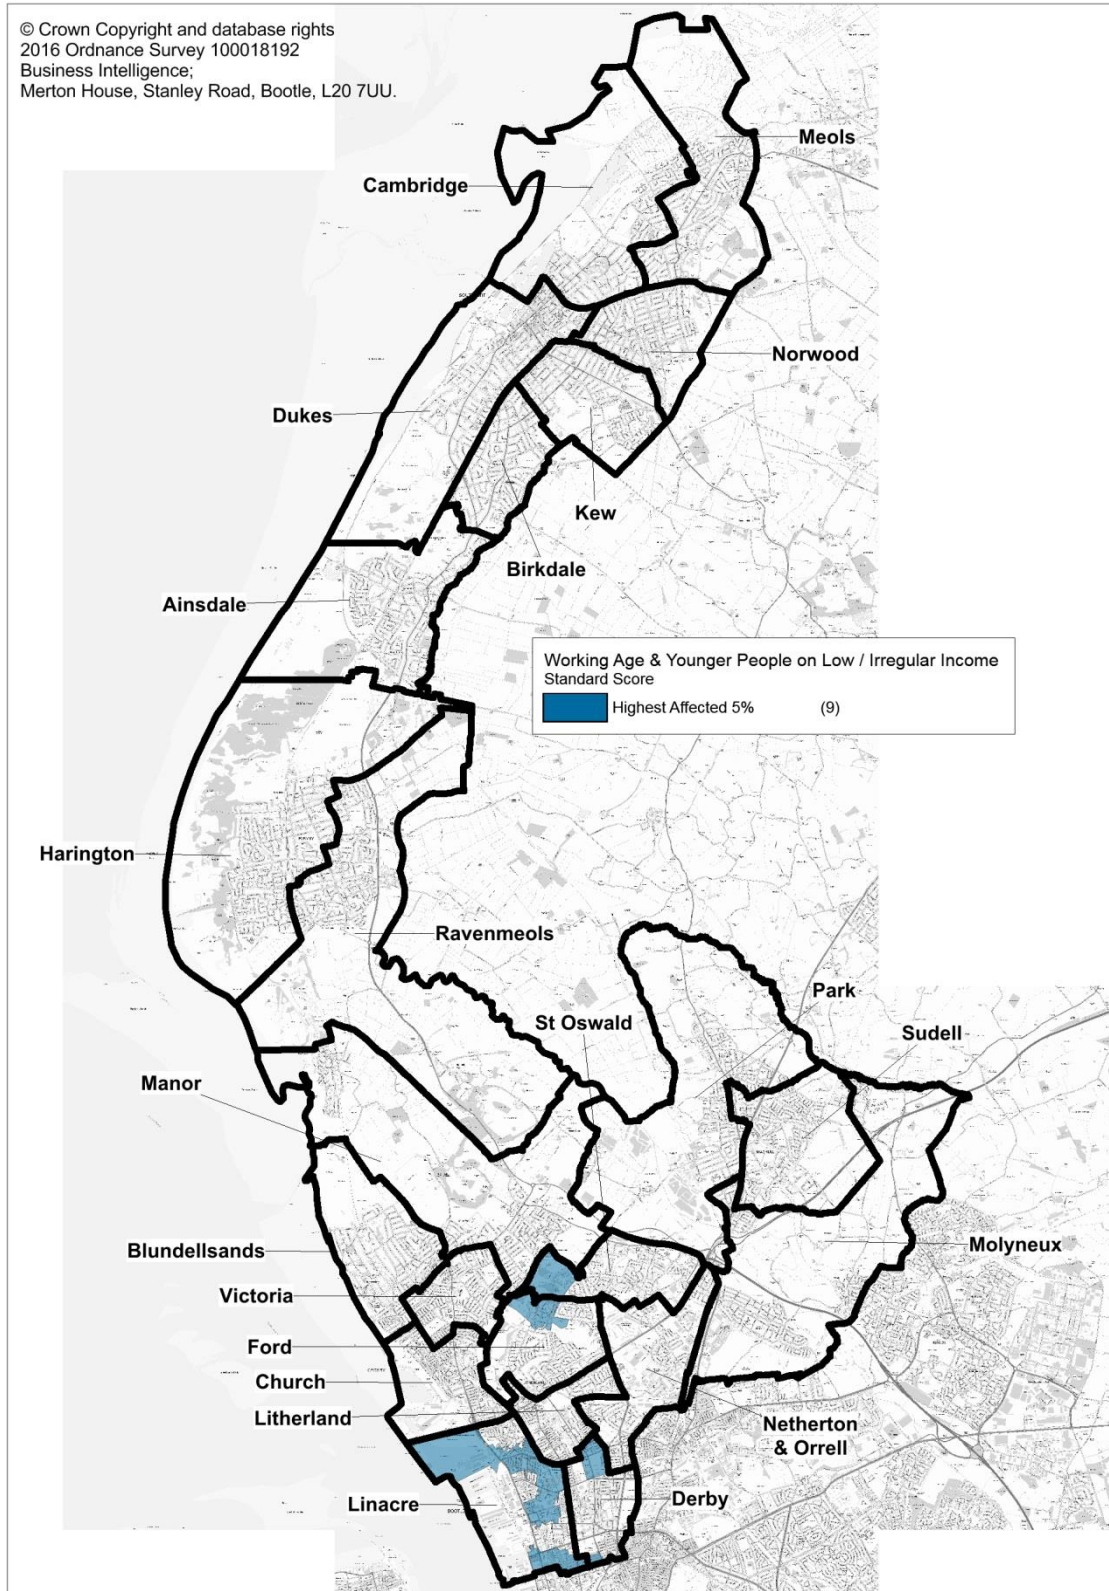 © Crown Copyright and database rights
2016 Ordnance Survey 100018192
Business Intelligence;
Merton House, Stanley Road, Bootle, L20 7UU.
Meols
Cambridge
Norwood
Dukes
Kew
Birkdale
Ainsdale
Working Age & Younger People on Low / Irregular Income
Standard Score
Highest Affected 5% (9)
Harington
Ravenmeols
Park
St Oswald
Sudell
Manor
Molyneux
Blundellsands
Victoria
Ford
Church
Litherland
Netherton
& Orrell
Derby
Linacre